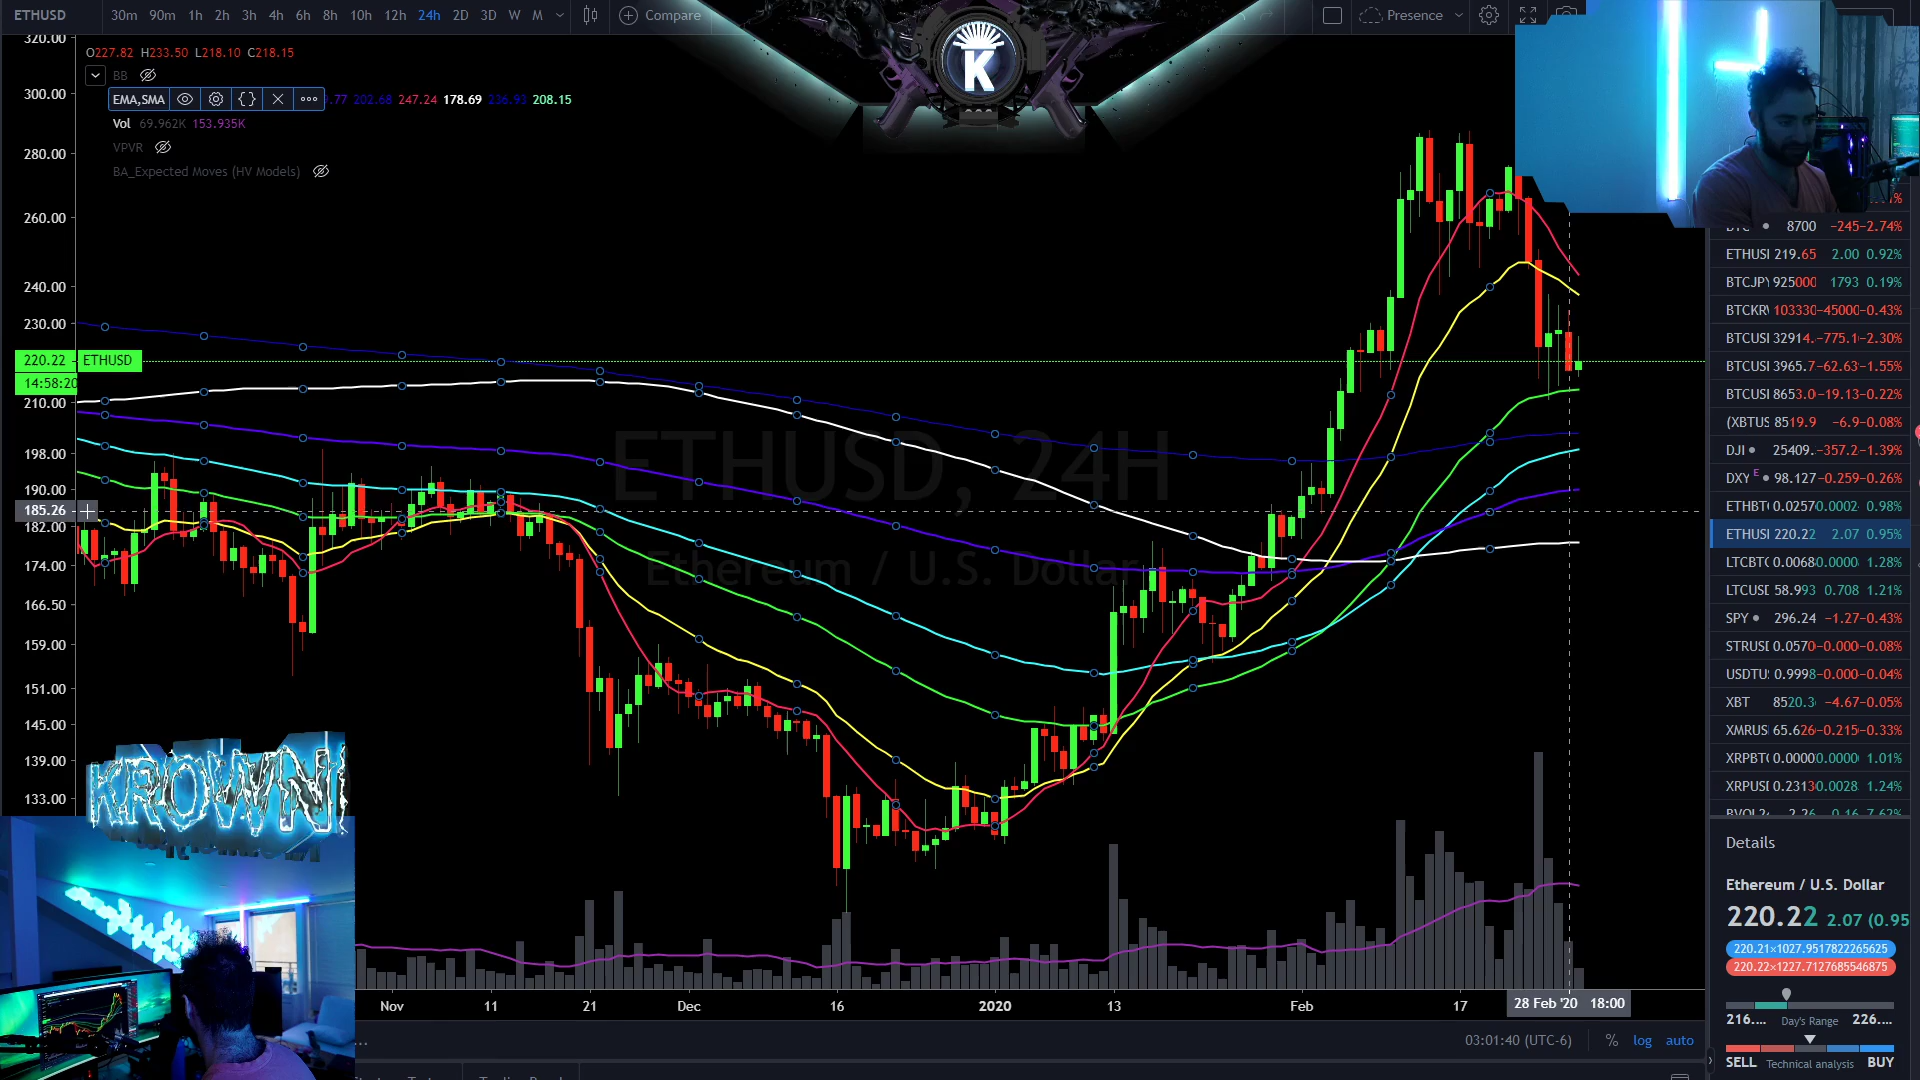 ETHUSD 30m 90m 1h 2h 3h 4h 6h 8h 10h 12h 24h 2D 3D W M Compare Presence
O227.82 H233.50 L218.10 C218.15
BB
EMA,SMA 202.68 247.24 178.69 236.93 208.15
Vol 69.962K 153.935K
VPVR
BA_Expected Moves (HV Models)
K
320.00
300.00
280.00
260.00
240.00
230.00
220.22 ETHUSD
14:58:20
210.00
198.00
190.00
185.26
182.00
174.00
166.50
159.00
151.00
145.00
139.00
133.00
ETHUSD, 24H
Ethereum / U.S. Dollar
KROWN
Nov 11 21 Dec 16 2020 13 Feb 17 28 Feb '20 18:00
03:01:40 (UTC-6) % log auto
BTC 8700 -245 -2.74%
ETHUSI 219.65 2.00 0.92%
BTCJPY 925000 1793 0.19%
BTCKR 103330 -45000 -0.43%
BTCUSI 32914. -775.1 -2.30%
BTCUSI 3965.7 -62.63 -1.55%
BTCUSI 8653.0 -19.13 -0.22%
(XBTUS 8519.9 -6.9 -0.08%
DJI 25409. -357.2 -1.39%
DXY E 98.127 -0.259 -0.26%
ETHBT 0.0257 0.0002 0.98%
ETHUSI 220.22 2.07 0.95%
LTCBT 0.0068 0.0000 1.28%
LTCUSD 58.993 0.708 1.21%
SPY 296.24 -1.27 -0.43%
STRUSI 0.0570 -0.000 -0.08%
USDTU 0.9998 -0.000 -0.04%
XBT 8520.3 -4.67 -0.05%
XMRUS 65.626 -0.215 -0.33%
XRPBT 0.0000 0.0000 1.01%
XRPUSI 0.2313 0.0028 1.24%
Details
Ethereum / U.S. Dollar
220.22 2.07 (0.95
220.21×1027.9517822265625
220.22×1227.7127685546875
216.... Day's Range 226....
SELL Technical analysis BUY